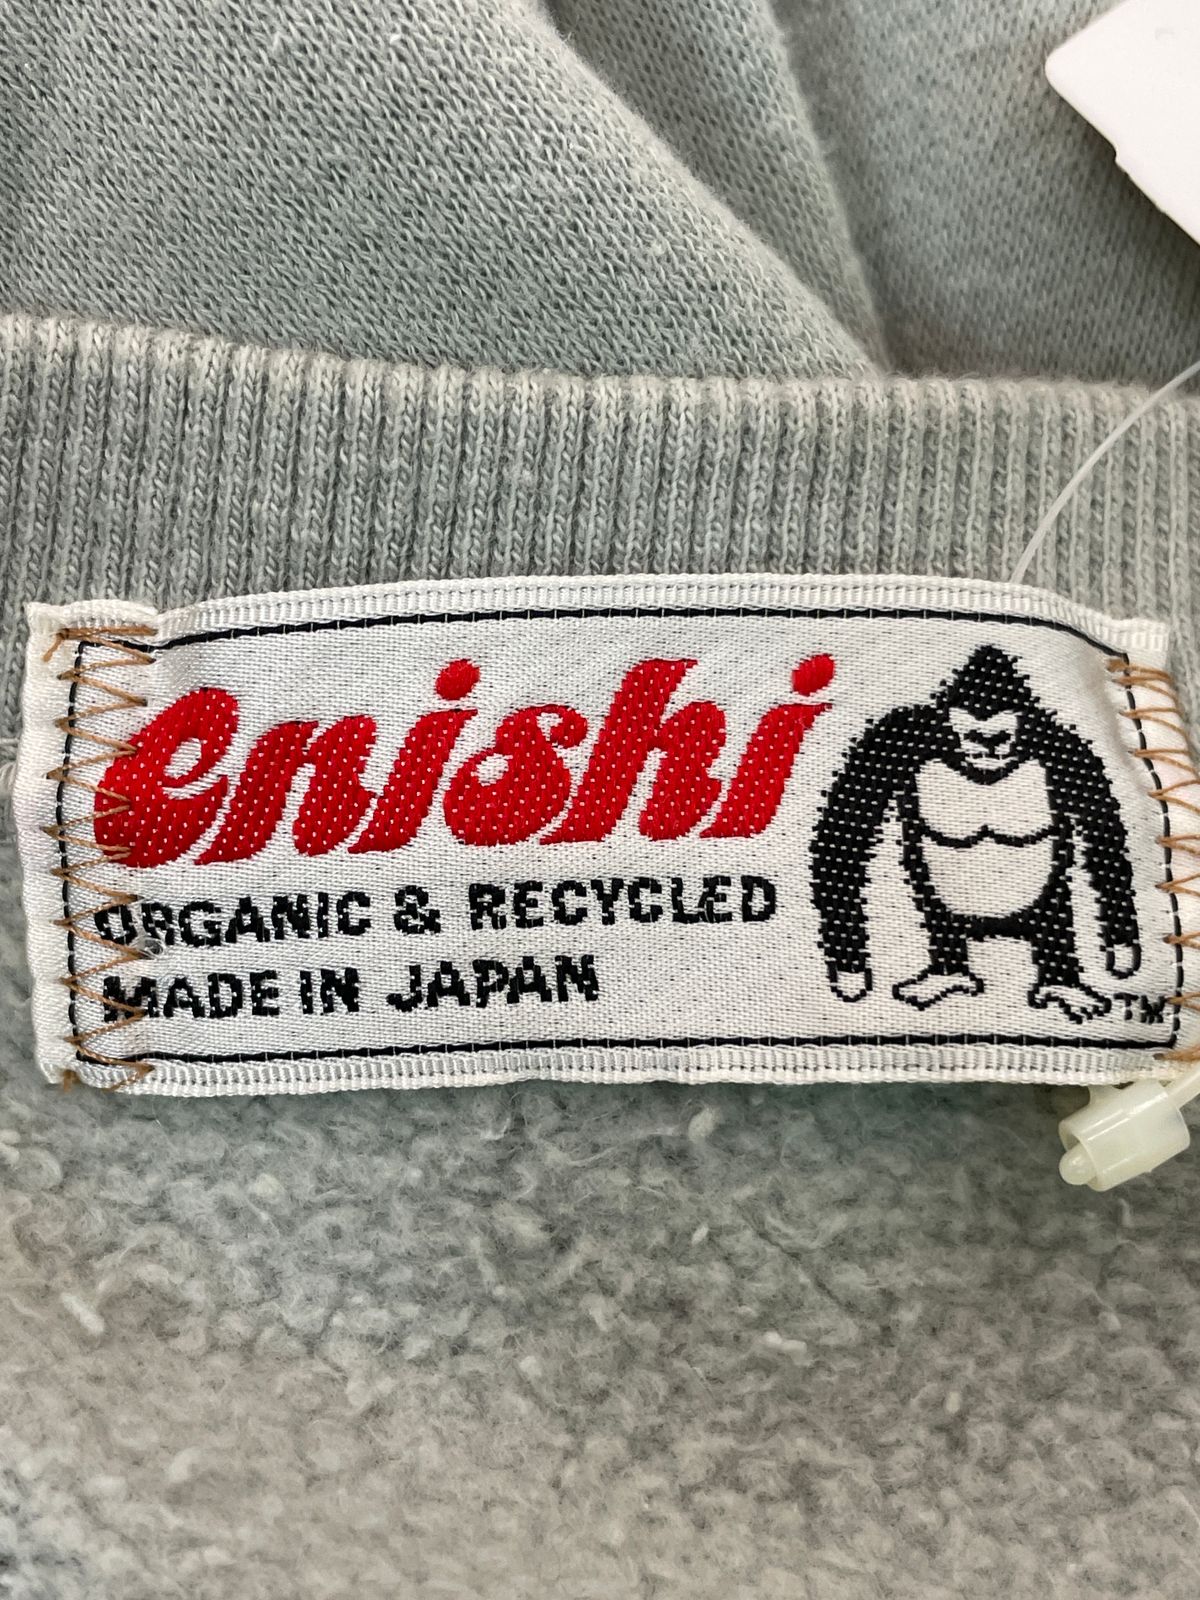 enishi
ORGANIC & RECYCLED
MADE IN JAPAN
TM